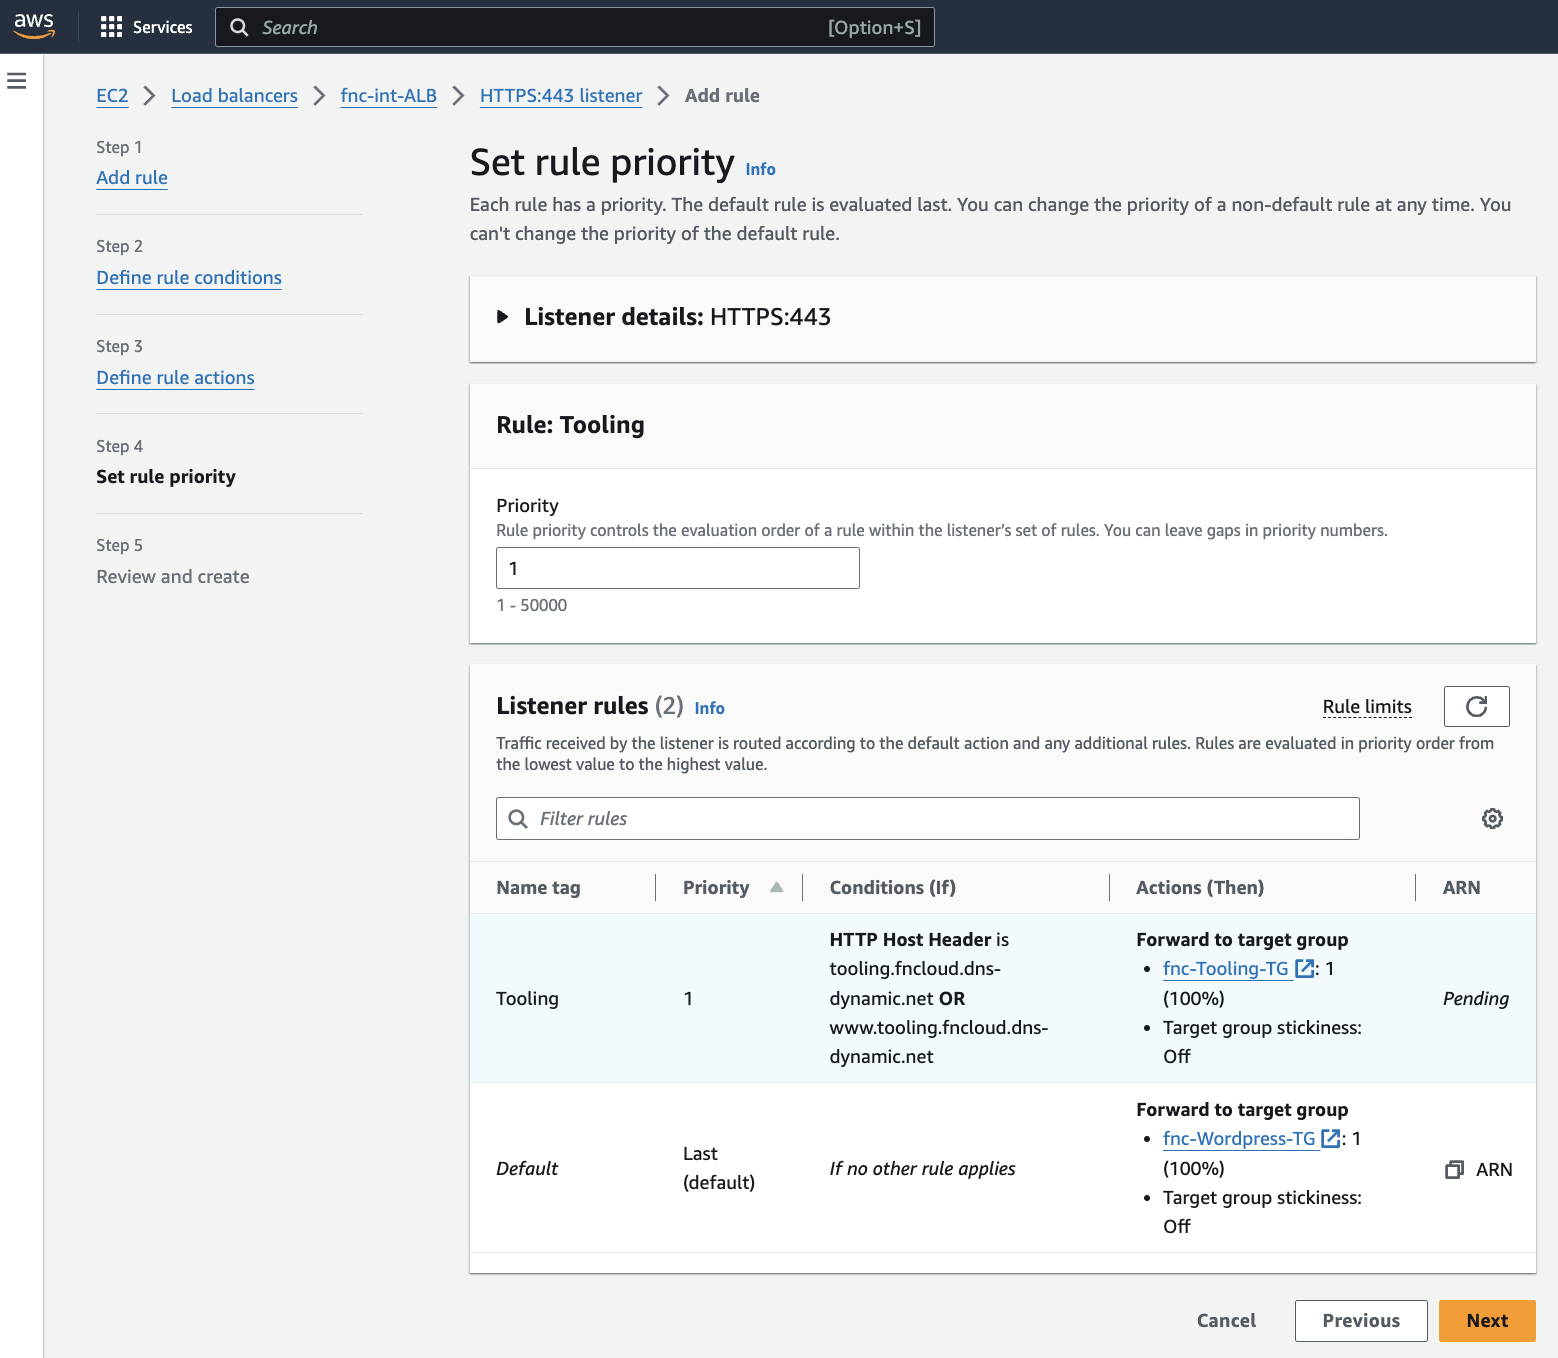 aws
Services
Search
[Option+S]
EC2
Load balancers
fnc-int-ALB
HTTPS:443 listener
Add rule
Step 1
Add rule
Step 2
Define rule conditions
Step 3
Define rule actions
Step 4
Set rule priority
Step 5
Review and create
Set rule priority Info
Each rule has a priority. The default rule is evaluated last. You can change the priority of a non-default rule at any time. You
can't change the priority of the default rule.
Listener details: HTTPS:443
Rule: Tooling
Priority
Rule priority controls the evaluation order of a rule within the listener’s set of rules. You can leave gaps in priority numbers.
1
1 - 50000
Listener rules (2) Info
Rule limits
Traffic received by the listener is routed according to the default action and any additional rules. Rules are evaluated in priority order from
the lowest value to the highest value.
Filter rules
Name tag
Priority
Conditions (If)
Actions (Then)
ARN
Tooling
1
HTTP Host Header is
tooling.fncloud.dns-
dynamic.net OR
www.tooling.fncloud.dns-
dynamic.net
Forward to target group
• fnc-Tooling-TG : 1
(100%)
• Target group stickiness:
Off
Pending
Default
Last
(default)
If no other rule applies
Forward to target group
• fnc-Wordpress-TG : 1
(100%)
• Target group stickiness:
Off
ARN
Cancel
Previous
Next